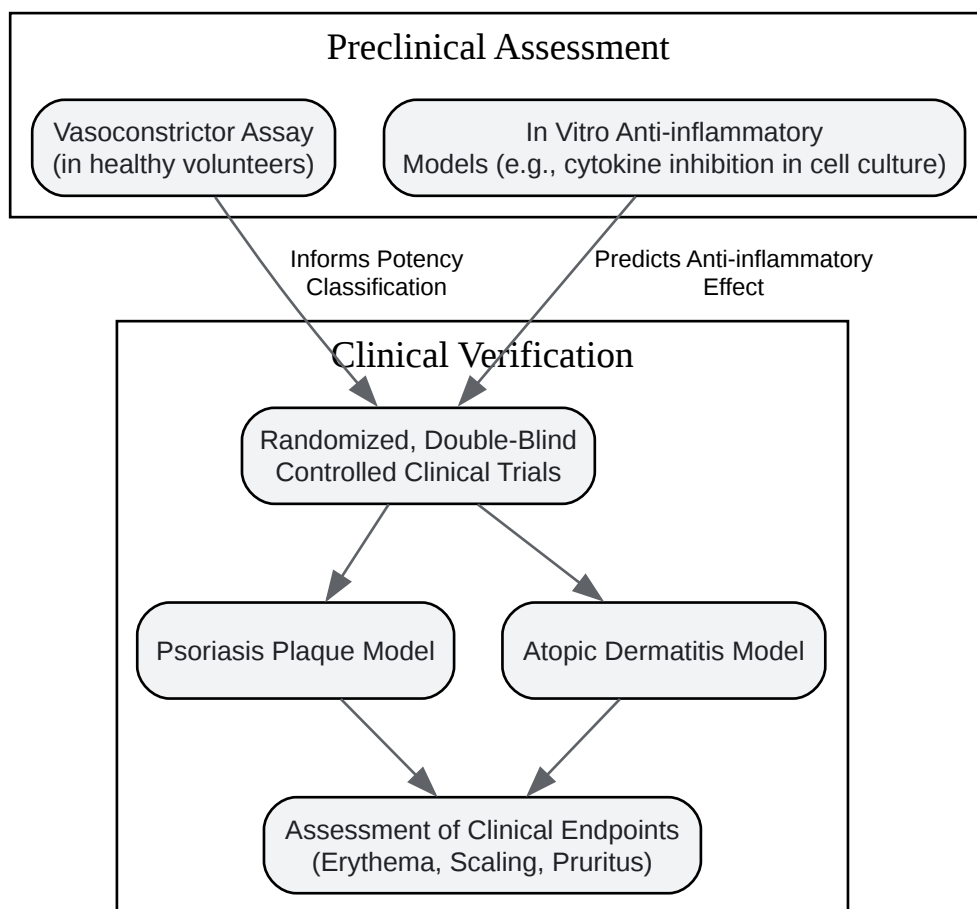 Preclinical Assessment
Vasoconstrictor Assay
(in healthy volunteers)
In Vitro Anti-inflammatory
Models (e.g., cytokine inhibition in cell culture)
Informs Potency
Classification
Predicts Anti-inflammatory
Effect
Clinical Verification
Randomized, Double-Blind
Controlled Clinical Trials
Psoriasis Plaque Model
Atopic Dermatitis Model
Assessment of Clinical Endpoints
(Erythema, Scaling, Pruritus)